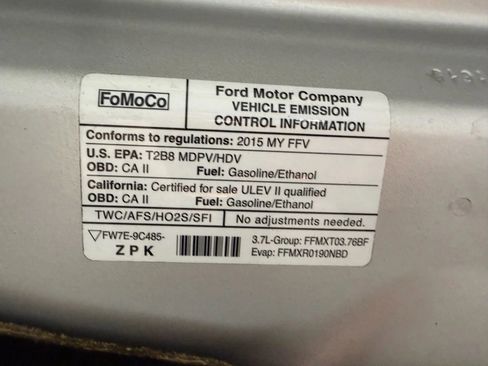 FoMoCo
Ford Motor Company
VEHICLE EMISSION
CONTROL INFORMATION
Conforms to regulations: 2015 MY FFV
U.S. EPA: T2B8 MDPV/HDV
OBD: CA II Fuel: Gasoline/Ethanol
California: Certified for sale ULEV II qualified
OBD: CA II Fuel: Gasoline/Ethanol
TWC/AFS/HO2S/SFI No adjustments needed.
FW7E-9C485-
ZPK
3.7L-Group: FFMXT03.76BF
Evap: FFMXR0190NBD